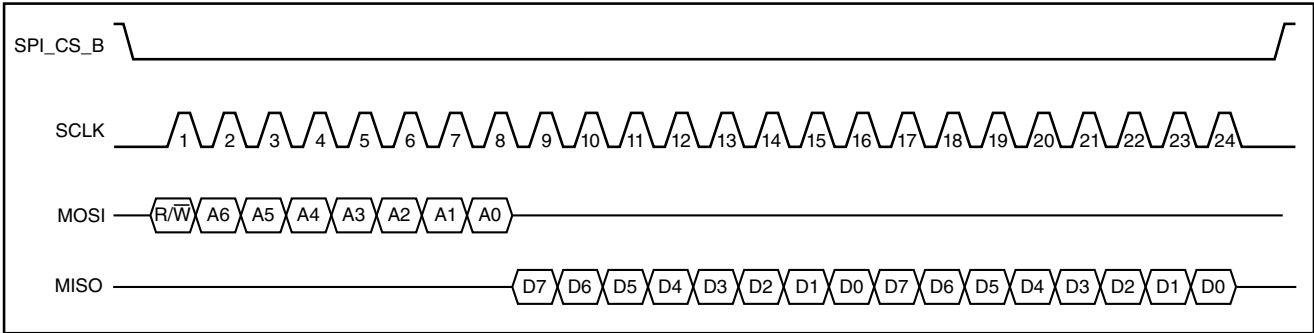 SPI_CS_B
SCLK 1 2 3 4 5 6 7 8 9 10 11 12 13 14 15 16 17 18 19 20 21 22 23 24
MOSI R/W̅ A6 A5 A4 A3 A2 A1 A0
MISO D7 D6 D5 D4 D3 D2 D1 D0 D7 D6 D5 D4 D3 D2 D1 D0